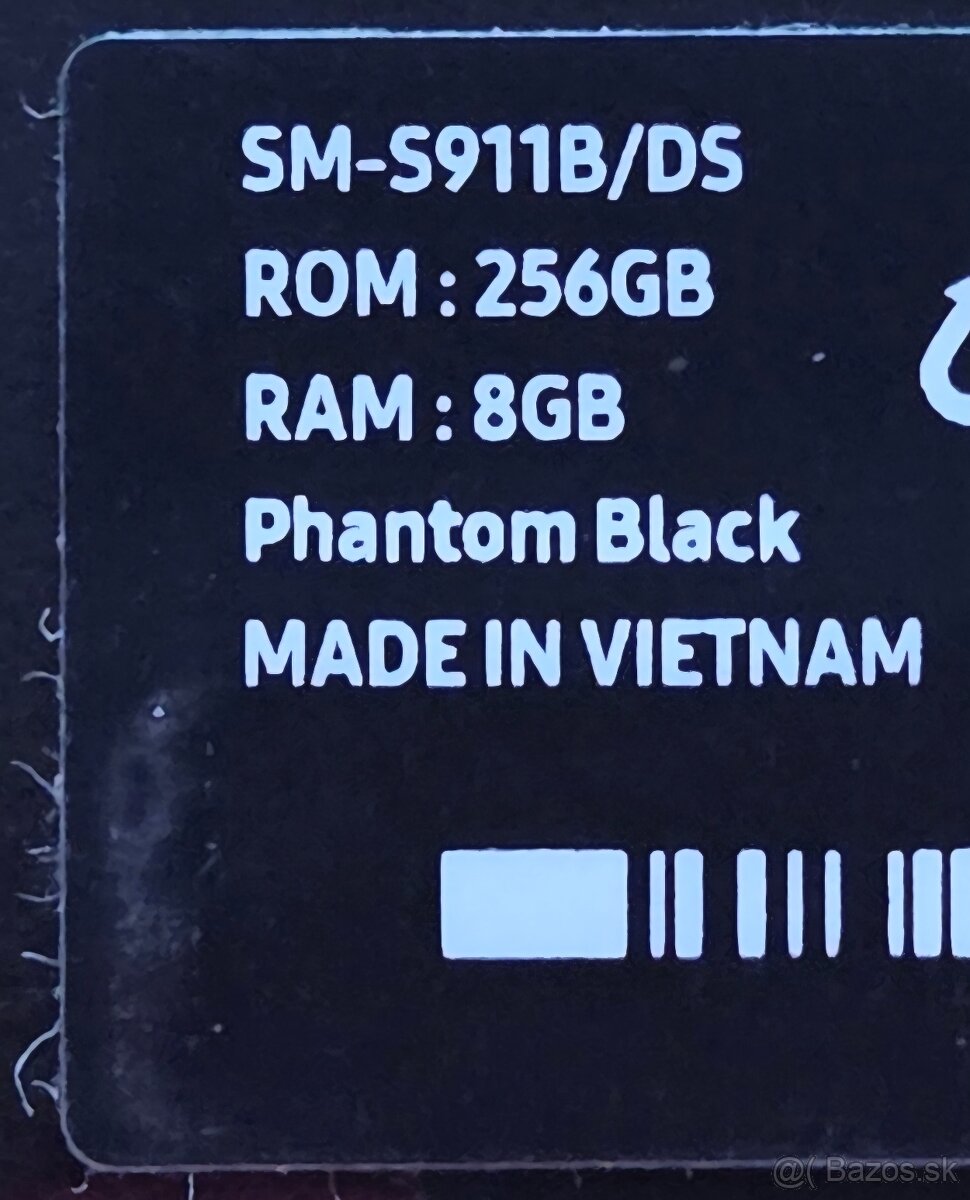 SM-S911B/DS
ROM : 256GB
RAM : 8GB
Phantom Black
MADE IN VIETNAM
@( Bazos.sk